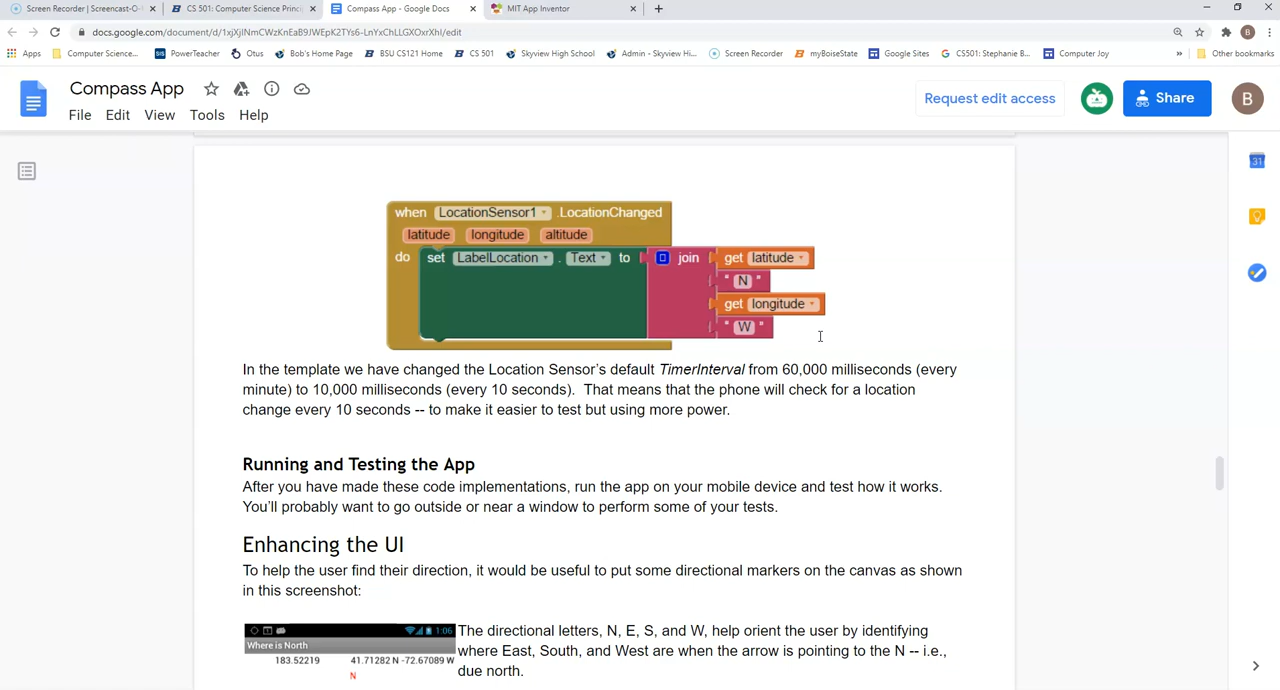 Screen Recorder | Screencast-O-
CS 501: Computer Science Princi
Compass App - Google Docs
MIT App Inventor
docs.google.com/document/d/1xjXjINmCWzKnEaB9JWEpK2TYs6-LnYxChLLGXOxrXhI/edit
Apps
Computer Science...
SIS
PowerTeacher
Otus
Bob's Home Page
BSU CS121 Home
CS 501
Skyview High School
Admin - Skyview Hi...
Screen Recorder
myBoiseState
Google Sites
CS501: Stephanie B...
Computer Joy
»
Other bookmarks
Compass App
File Edit View Tools Help
Request edit access
Share
B
31
when LocationSensor1 .LocationChanged
latitude longitude altitude
do set LabelLocation . Text to join get latitude
" N "
get longitude
" W "
In the template we have changed the Location Sensor's default TimerInterval from 60,000 milliseconds (every
minute) to 10,000 milliseconds (every 10 seconds). That means that the phone will check for a location
change every 10 seconds -- to make it easier to test but using more power.
Running and Testing the App
After you have made these code implementations, run the app on your mobile device and test how it works.
You'll probably want to go outside or near a window to perform some of your tests.
Enhancing the UI
To help the user find their direction, it would be useful to put some directional markers on the canvas as shown
in this screenshot:
1:06
Where is North
183.52219 41.71282 N -72.67089 W
N
The directional letters, N, E, S, and W, help orient the user by identifying
where East, South, and West are when the arrow is pointing to the N -- i.e.,
due north.